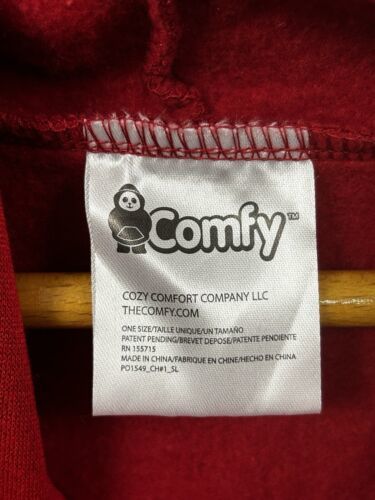 Comfy™
COZY COMFORT COMPANY LLC
THECOMFY.COM
ONE SIZE/TAILLE UNIQUE/UN TAMAÑO
PATENT PENDING/BREVET DEPOSE/PATENTE PENDIENTE
RN 155715
MADE IN CHINA/FABRIQUE EN CHINE/HECHO EN CHINA
PO1549_CH#1_SL